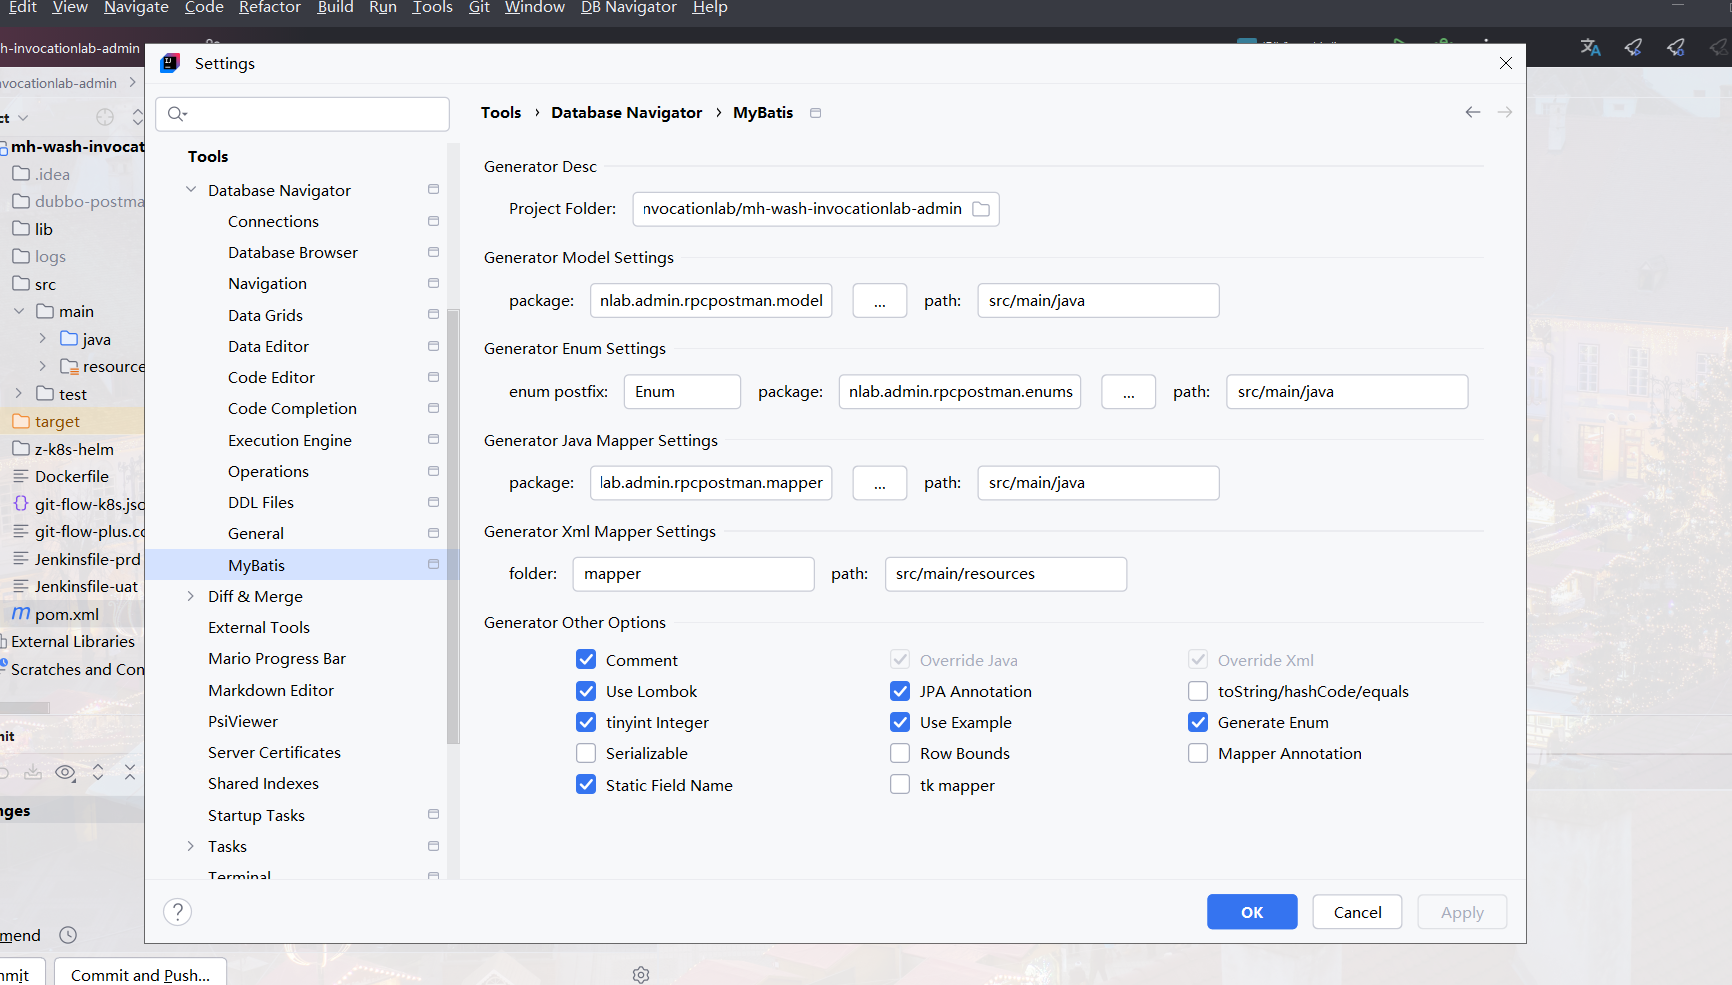 Edit View Navigate Code Refactor Build Run Tools Git Window DB Navigator Help
h-invocationlab-admin
Settings
nvocationlab-admin
ct
mh-wash-invocat
.idea
dubbo-postma
lib
logs
src
main
java
resource
test
target
z-k8s-helm
Dockerfile
git-flow-k8s.jsc
git-flow-plus.cc
Jenkinsfile-prd
Jenkinsfile-uat
pom.xml
External Libraries
Scratches and Con
nit
nges
mend
nmit
Commit and Push...
Tools
Database Navigator
Connections
Database Browser
Navigation
Data Grids
Data Editor
Code Editor
Code Completion
Execution Engine
Operations
DDL Files
General
MyBatis
Diff & Merge
External Tools
Mario Progress Bar
Markdown Editor
PsiViewer
Server Certificates
Shared Indexes
Startup Tasks
Tasks
Terminal
Tools › Database Navigator › MyBatis
Generator Desc
Project Folder: nvocationlab/mh-wash-invocationlab-admin
Generator Model Settings
package: nlab.admin.rpcpostman.model ... path: src/main/java
Generator Enum Settings
enum postfix: Enum package: nlab.admin.rpcpostman.enums ... path: src/main/java
Generator Java Mapper Settings
package: lab.admin.rpcpostman.mapper ... path: src/main/java
Generator Xml Mapper Settings
folder: mapper path: src/main/resources
Generator Other Options
Comment Override Java Override Xml
Use Lombok JPA Annotation toString/hashCode/equals
tinyint Integer Use Example Generate Enum
Serializable Row Bounds Mapper Annotation
Static Field Name tk mapper
?
OK Cancel Apply